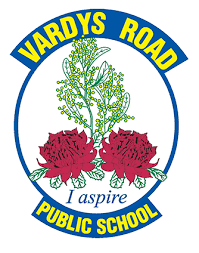 VARDYS ROAD
I aspire
PUBLIC SCHOOL